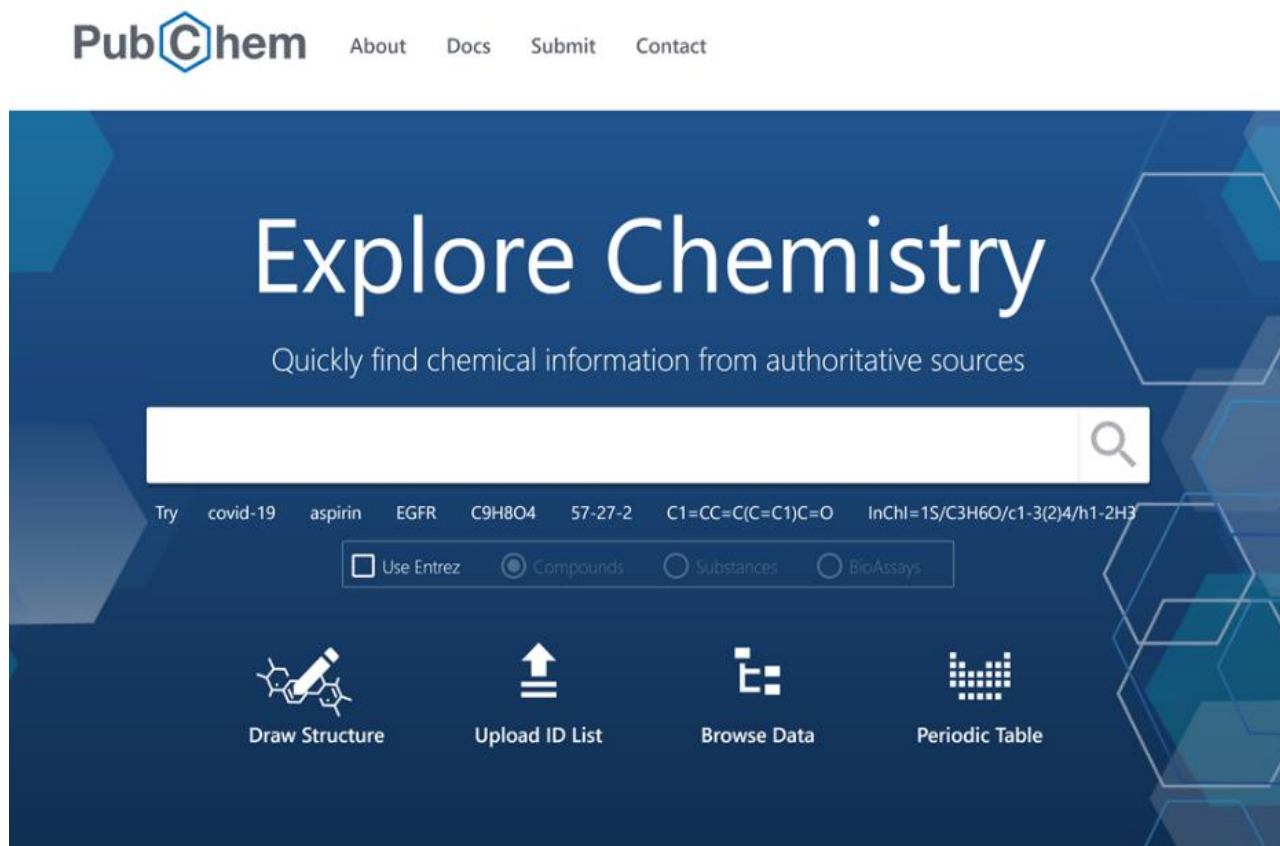 PubChem About Docs Submit Contact
Explore Chemistry
Quickly find chemical information from authoritative sources
Try covid-19 aspirin EGFR C9H8O4 57-27-2 C1=CC=C(C=C1)C=O InChI=1S/C3H6O/c1-3(2)4/h1-2H3
Use Entrez Compounds Substances BioAssays
Draw Structure Upload ID List Browse Data Periodic Table